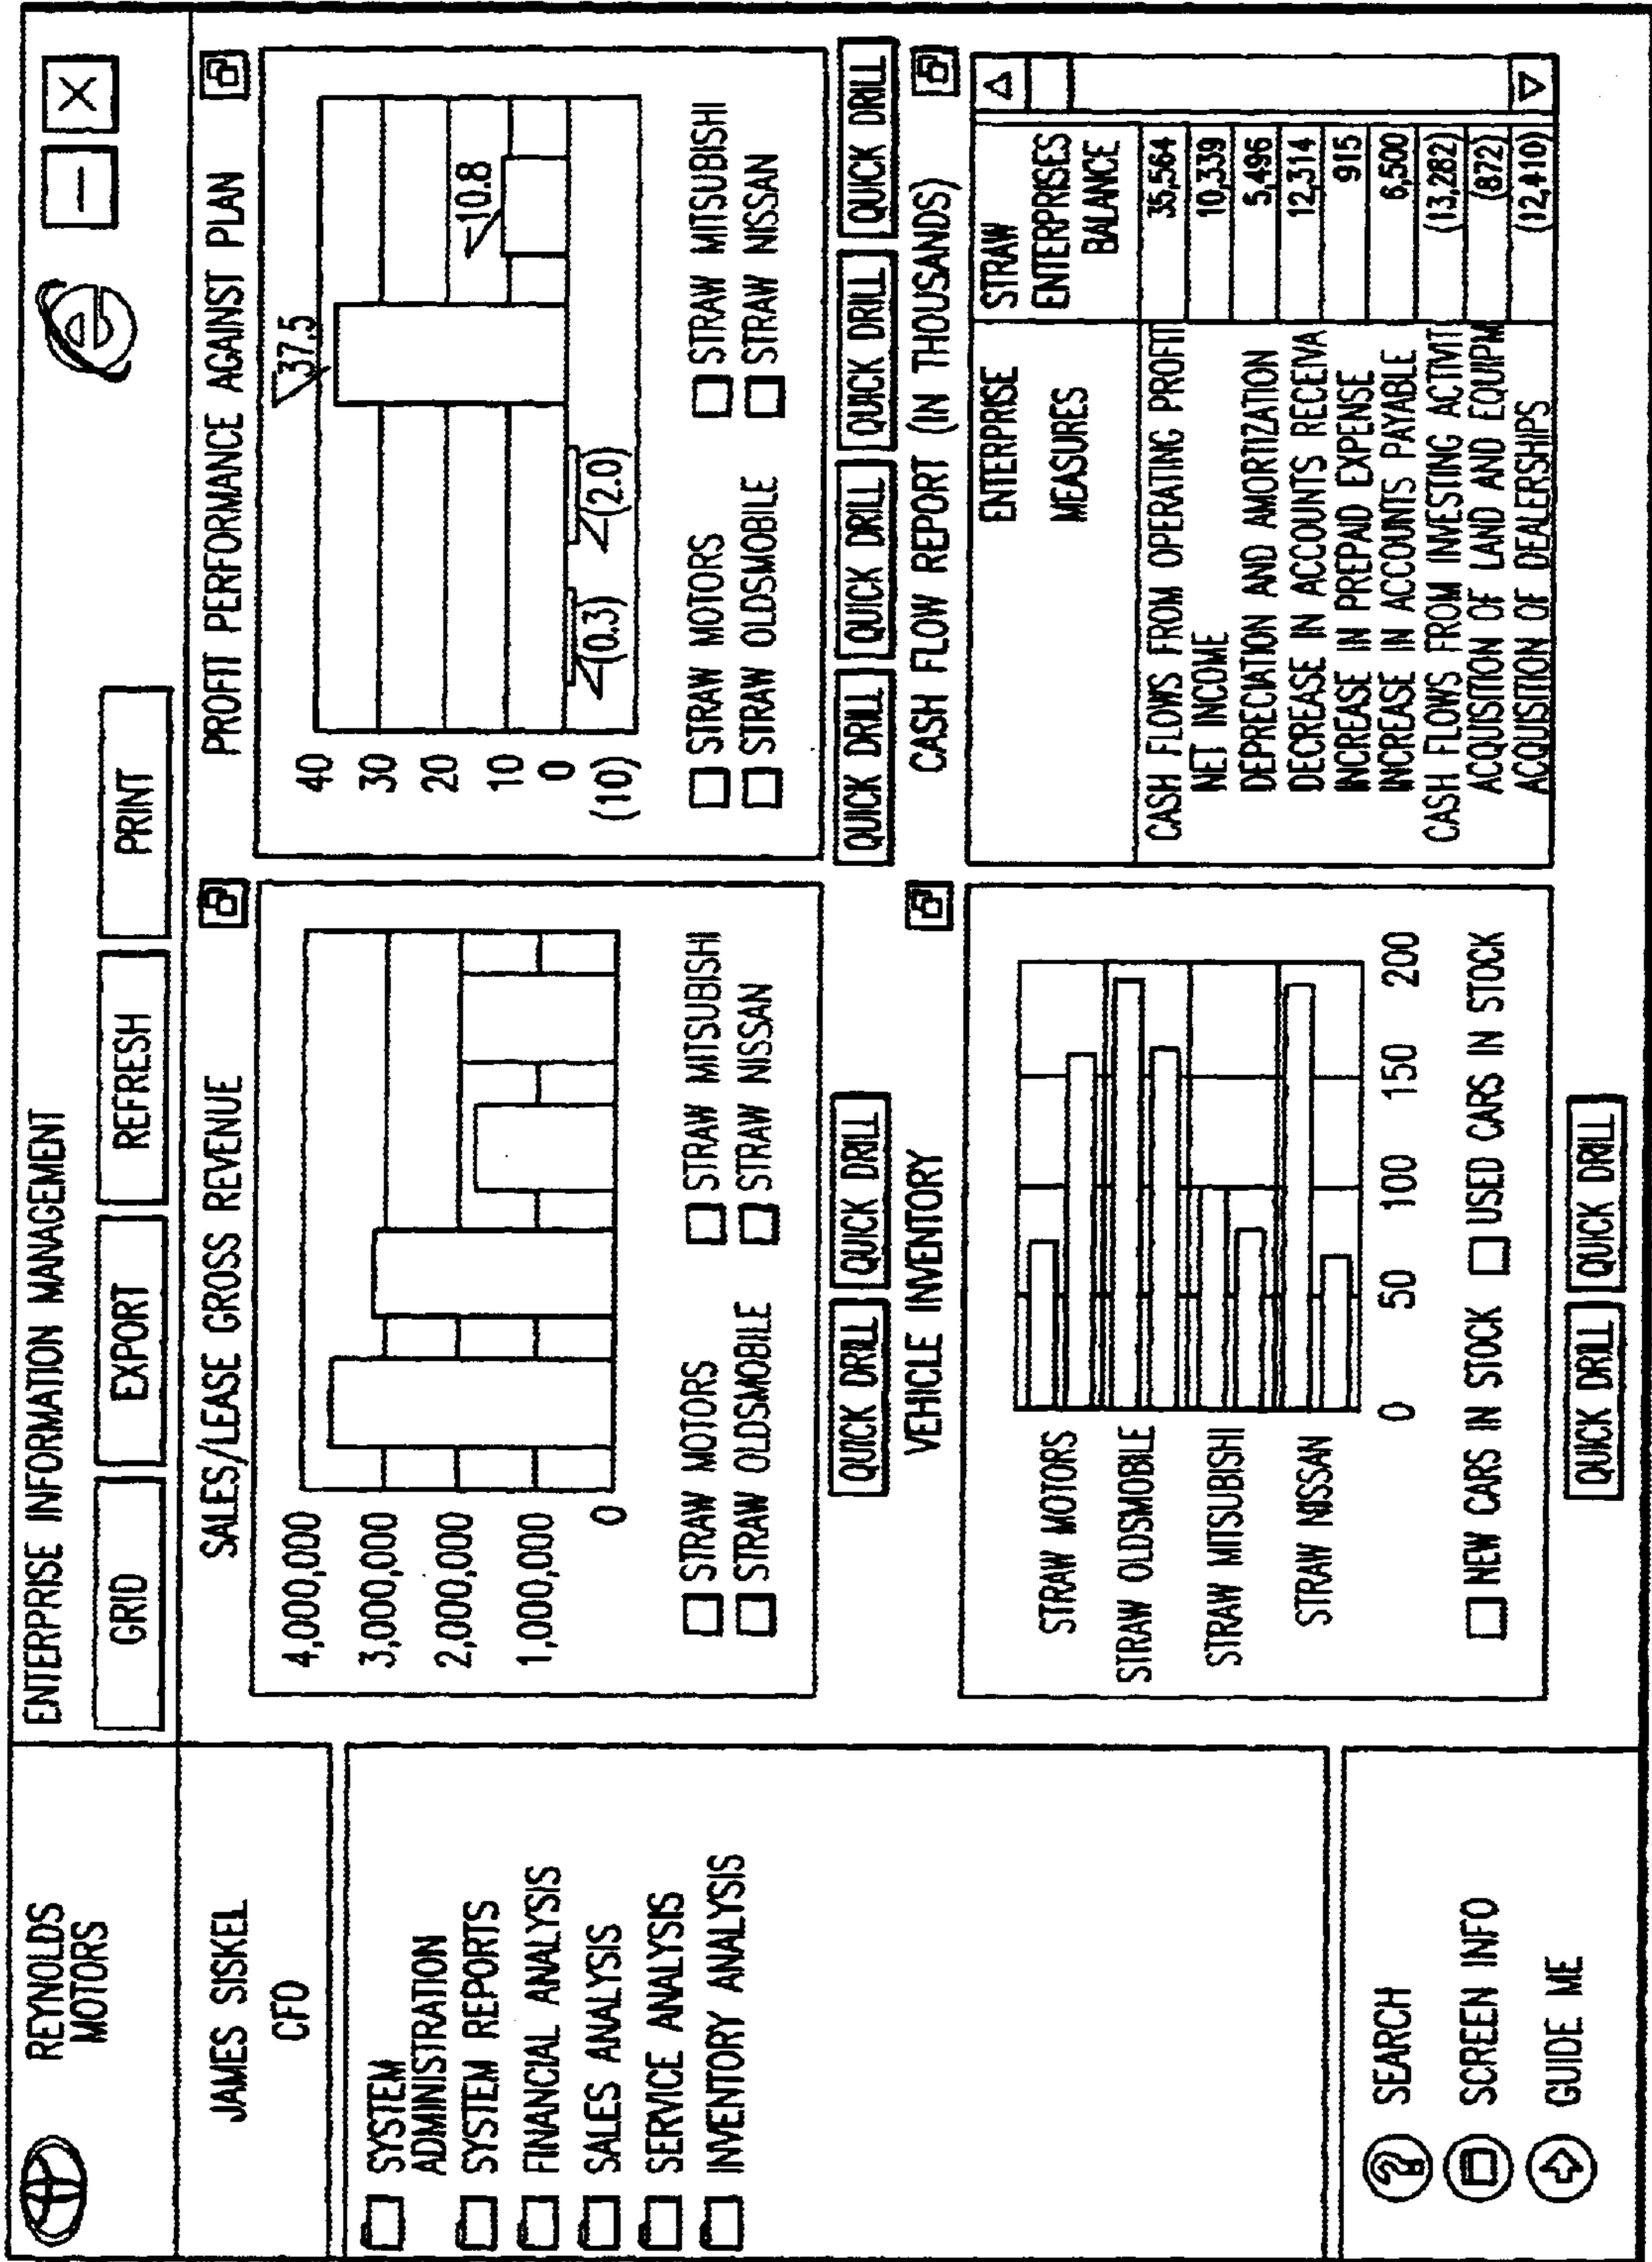 REYNOLDS
MOTORS
ENTERPRISE INFORMATION MANAGEMENT
GRID
EXPORT
REFRESH
PRINT
JAMES SISKEL
CFO
SYSTEM
ADMINISTRATION
SYSTEM REPORTS
FINANCIAL ANALYSIS
SALES ANALYSIS
SERVICE ANALYSIS
INVENTORY ANALYSIS
SEARCH
SCREEN INFO
GUIDE ME
SALES/LEASE GROSS REVENUE
4,000,000
3,000,000
2,000,000
1,000,000
0
STRAW MOTORS
STRAW MITSUBISHI
STRAW OLDSMOBILE
STRAW NISSAN
QUICK DRILL
QUICK DRILL
PROFIT PERFORMANCE AGAINST PLAN
40
30
20
10
0
(10)
(0.3)
(2.0)
37.5
10.8
STRAW MOTORS
STRAW MITSUBISHI
STRAW OLDSMOBILE
STRAW NISSAN
QUICK DRILL
QUICK DRILL
QUICK DRILL
QUICK DRILL
VEHICLE INVENTORY
STRAW MOTORS
STRAW OLDSMOBILE
STRAW MITSUBISHI
STRAW NISSAN
0 50 100 150 200
NEW CARS IN STOCK
USED CARS IN STOCK
QUICK DRILL
QUICK DRILL
CASH FLOW REPORT (IN THOUSANDS)
ENTERPRISE
MEASURES
STRAW
ENTERPRISES
BALANCE
CASH FLOWS FROM OPERATING PROFIT 35,564
NET INCOME 10,339
DEPRECIATION AND AMORTIZATION 5,496
DECREASE IN ACCOUNTS RECEIVA 12,314
INCREASE IN PREPAID EXPENSE 915
INCREASE IN ACCOUNTS PAYABLE 6,500
CASH FLOWS FROM INVESTING ACTIVIT (13,282)
ACQUISITION OF LAND AND EQUIPM (872)
ACQUISITION OF DEALERSHIPS (12,410)